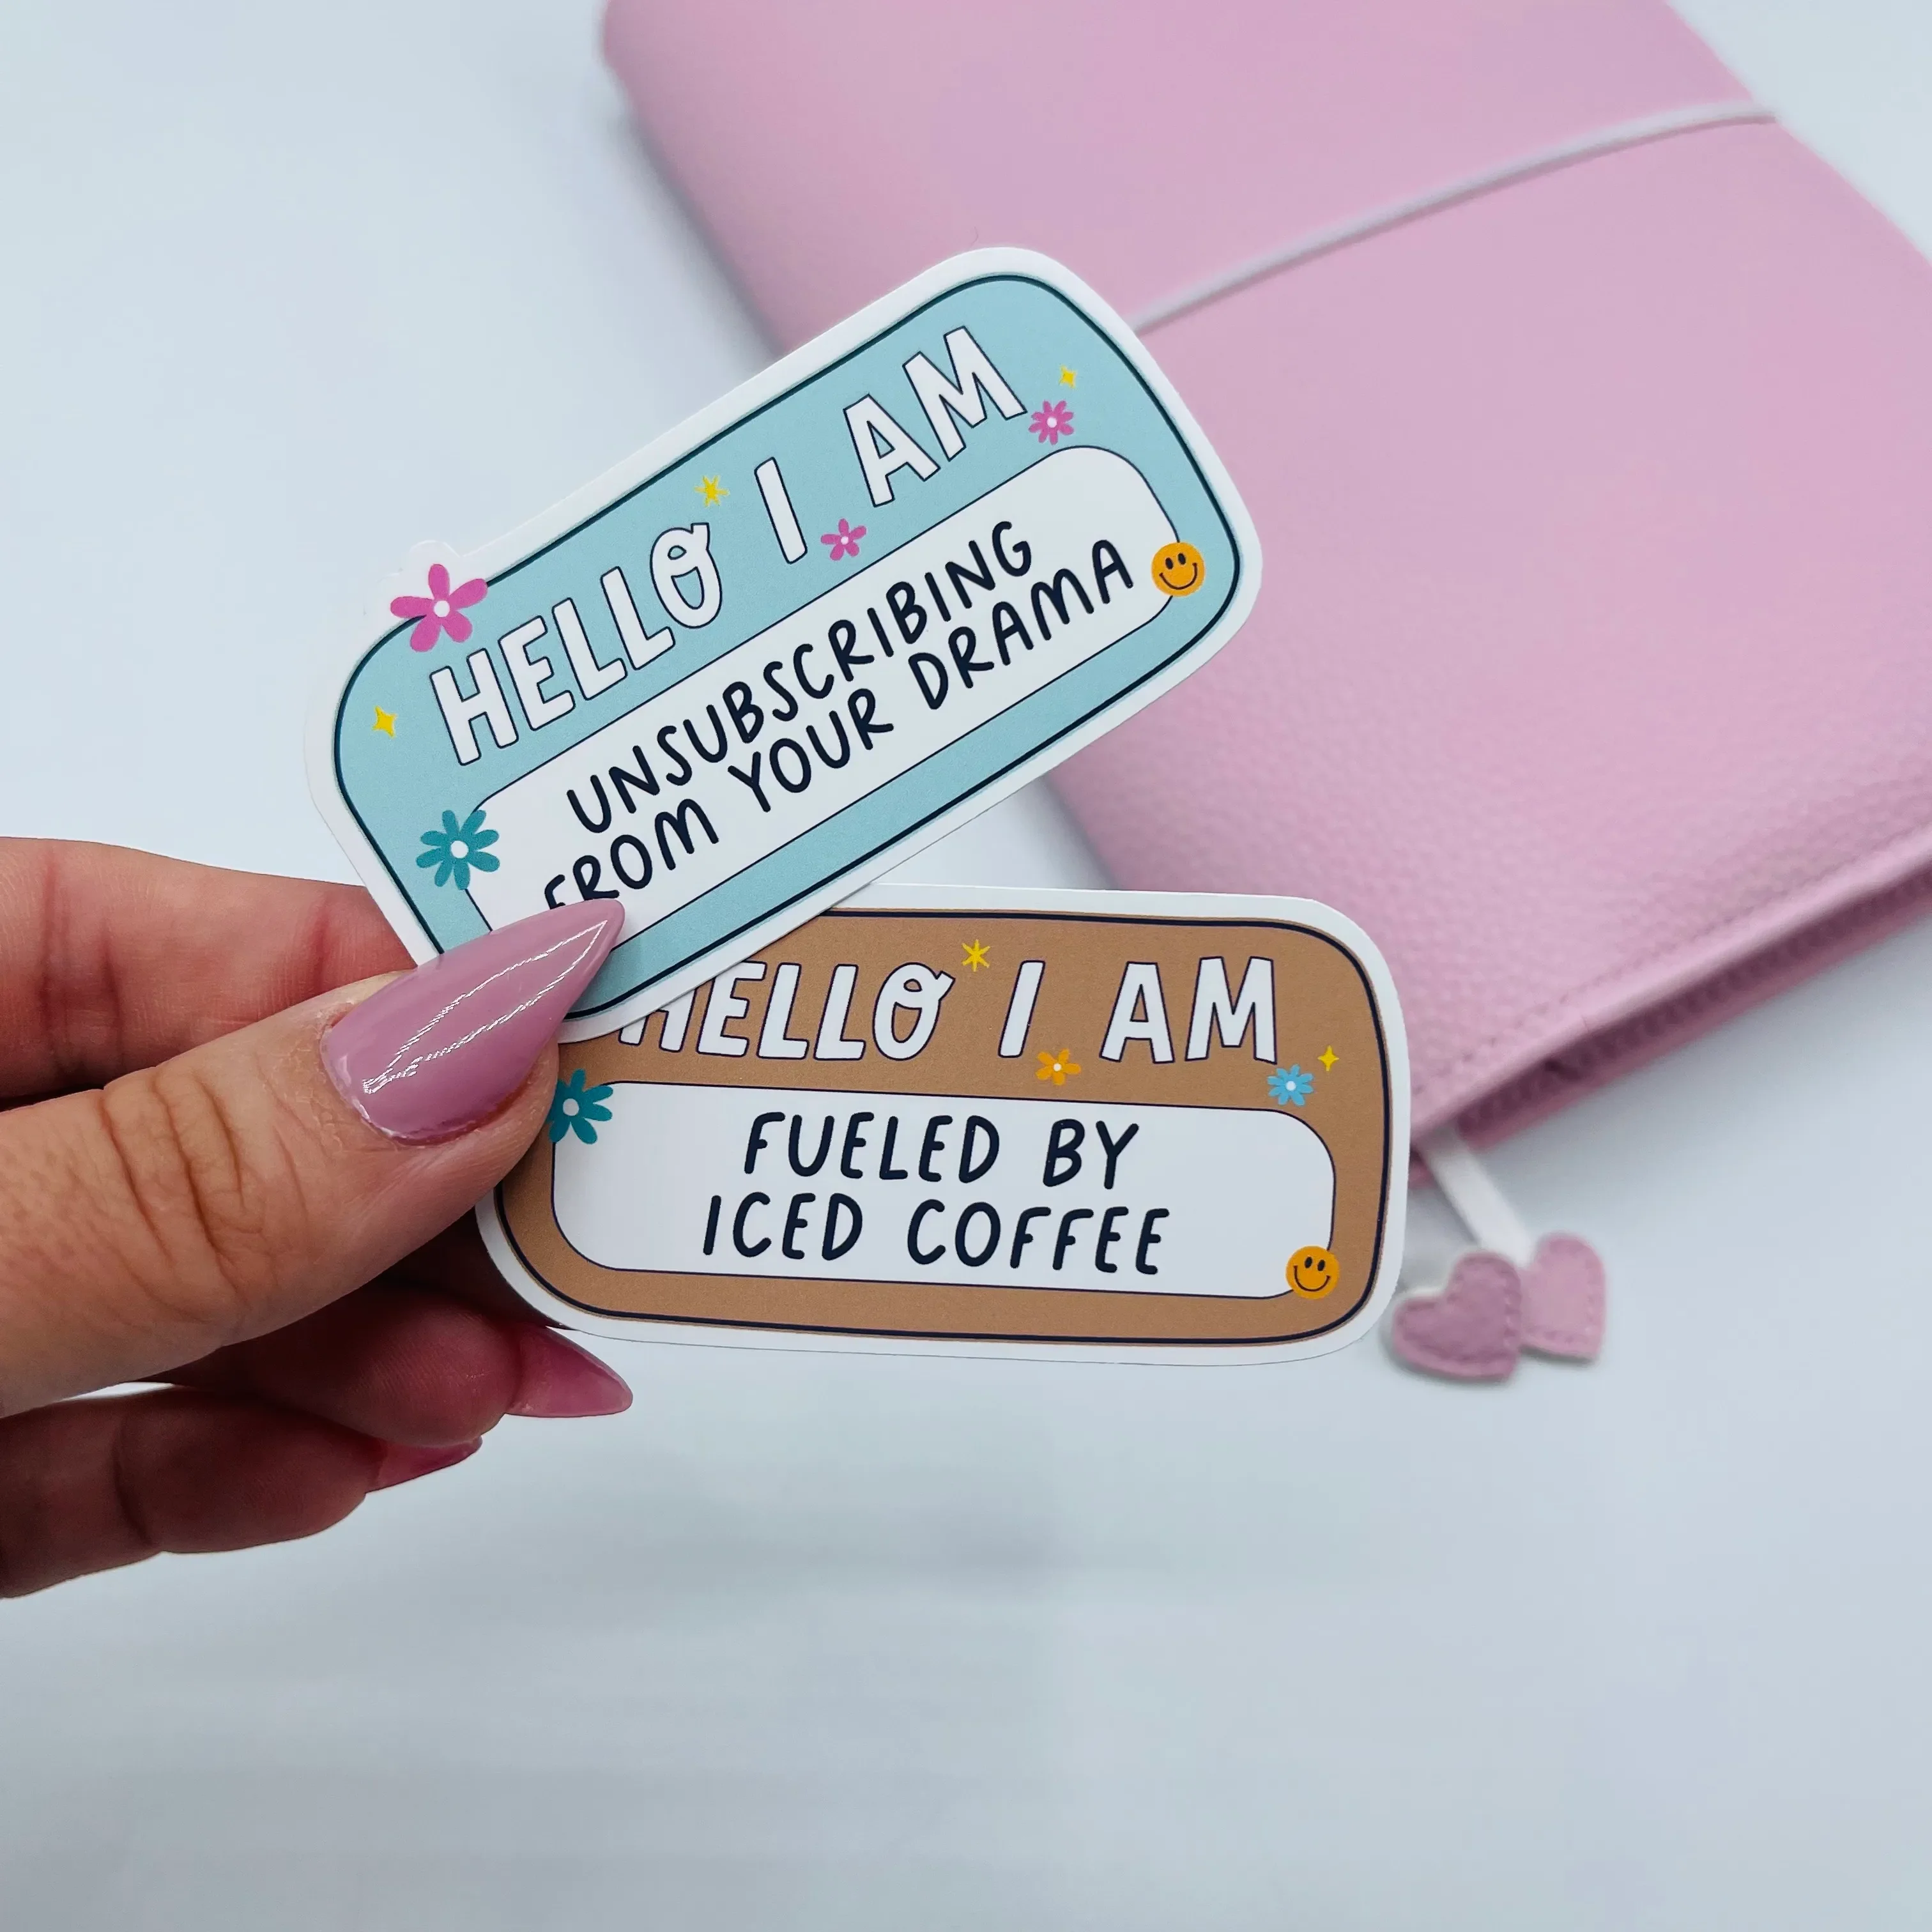 HELLO I AM
UNSUBSCRIBING
FROM YOUR DRAMA
HELLO I AM
FUELED BY
ICED COFFEE